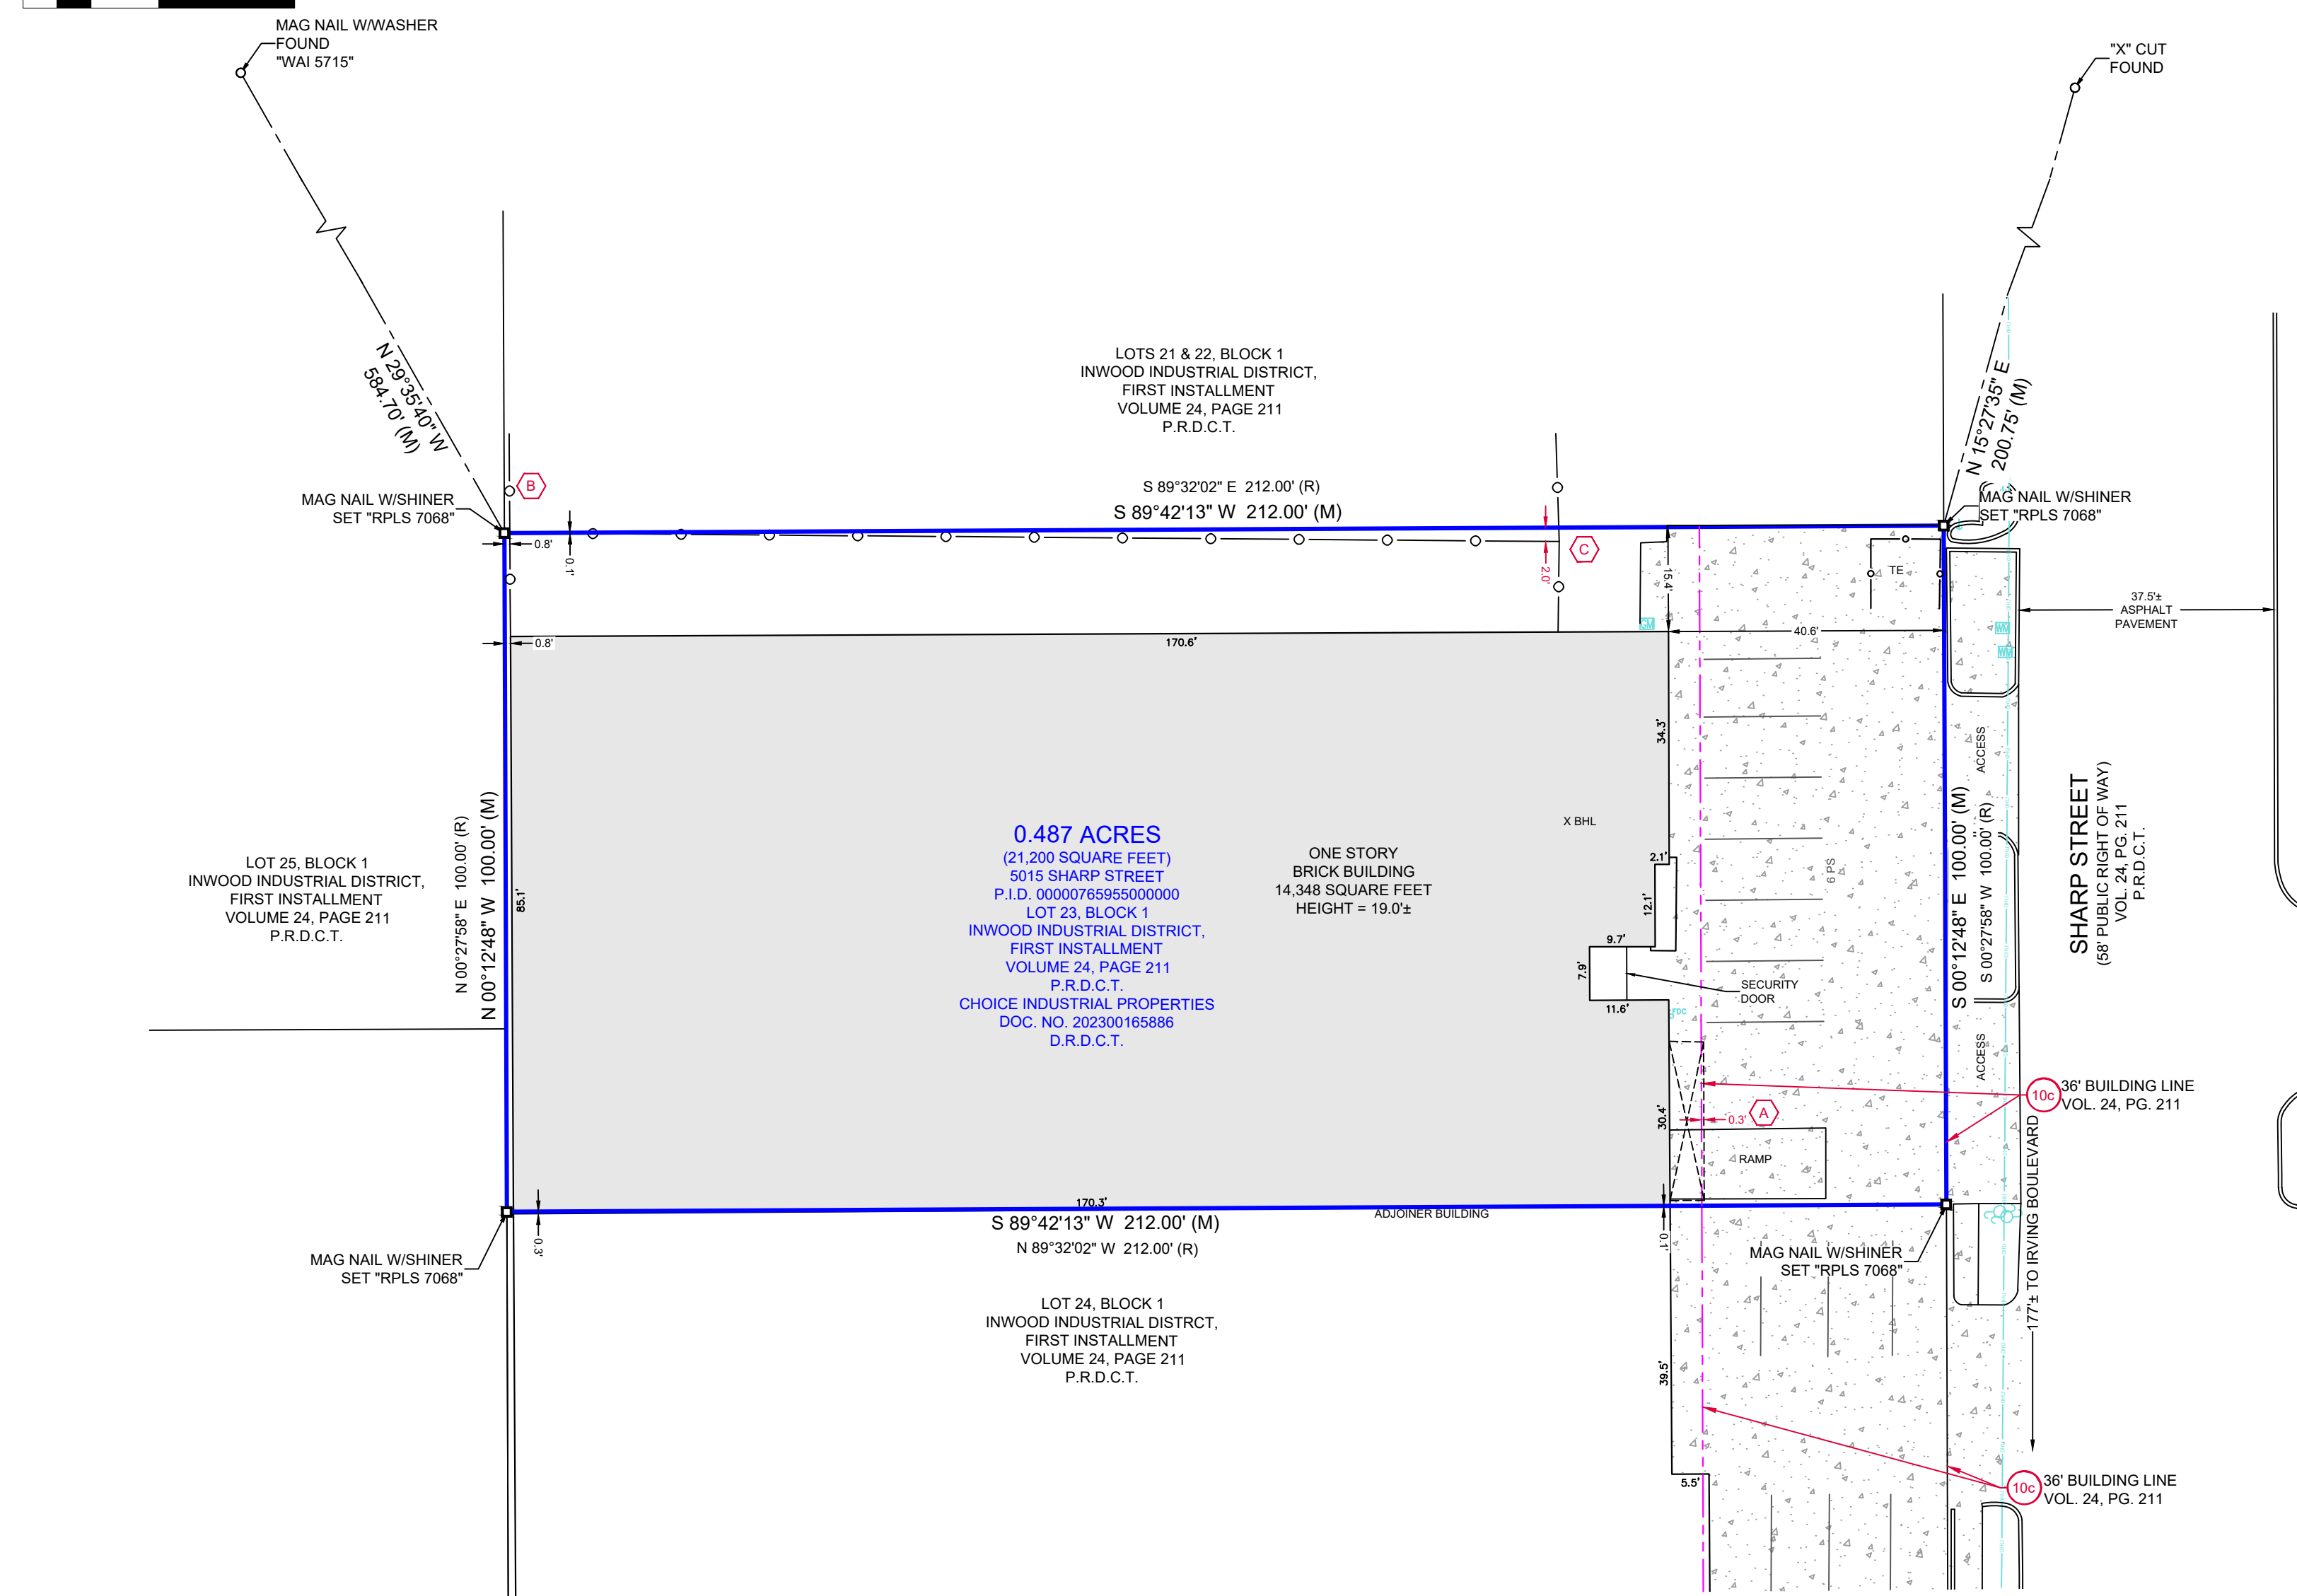 MAG NAIL W/WASHER
FOUND
"WAI 5715"
"X" CUT
FOUND
N 29°35'40" W
584.70' (M)
N 15°27'35" E
200.75' (M)
LOTS 21 & 22, BLOCK 1
INWOOD INDUSTRIAL DISTRICT,
FIRST INSTALLMENT
VOLUME 24, PAGE 211
P.R.D.C.T.
S 89°32'02" E 212.00' (R)
S 89°42'13" W 212.00' (M)
B
MAG NAIL W/SHINER
SET "RPLS 7068"
MAG NAIL W/SHINER
SET "RPLS 7068"
0.8'
0.1'
2.0'
C
15.4'
TE
GM
37.5'±
ASPHALT
PAVEMENT
WM
WM
0.8'
170.6'
40.6'
34.3'
ACCESS
X BHL
2.1'
12.1'
9.7'
7.9'
11.6'
SECURITY
DOOR
FDC
6 PS
0.487 ACRES
(21,200 SQUARE FEET)
5015 SHARP STREET
P.I.D. 00000765955000000
LOT 23, BLOCK 1
INWOOD INDUSTRIAL DISTRICT,
FIRST INSTALLMENT
VOLUME 24, PAGE 211
P.R.D.C.T.
CHOICE INDUSTRIAL PROPERTIES
DOC. NO. 202300165886
D.R.D.C.T.
ONE STORY
BRICK BUILDING
14,348 SQUARE FEET
HEIGHT = 19.0'±
LOT 25, BLOCK 1
INWOOD INDUSTRIAL DISTRICT,
FIRST INSTALLMENT
VOLUME 24, PAGE 211
P.R.D.C.T.
N 00°27'58" E 100.00' (R)
N 00°12'48" W 100.00' (M)
85.1'
S 00°12'48" E 100.00' (M)
S 00°27'58" W 100.00' (R)
SHARP STREET
(58' PUBLIC RIGHT OF WAY)
VOL. 24, PG. 211
P.R.D.C.T.
ACCESS
10c
36' BUILDING LINE
VOL. 24, PG. 211
30.4'
0.3'
A
RAMP
177'± TO IRVING BOULEVARD
170.3'
ADJOINER BUILDING
S 89°42'13" W 212.00' (M)
N 89°32'02" W 212.00' (R)
0.3'
0.1'
MAG NAIL W/SHINER
SET "RPLS 7068"
MAG NAIL W/SHINER
SET "RPLS 7068"
LOT 24, BLOCK 1
INWOOD INDUSTRIAL DISTRCT,
FIRST INSTALLMENT
VOLUME 24, PAGE 211
P.R.D.C.T.
39.5'
5.5'
10c
36' BUILDING LINE
VOL. 24, PG. 211